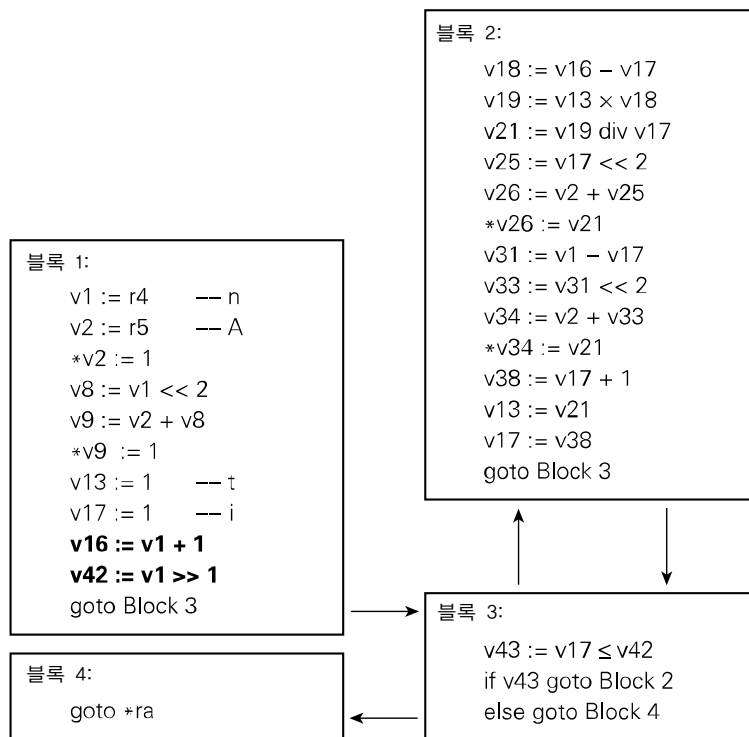 블록 1:
v1 := r4 –– n
v2 := r5 –– A
*v2 := 1
v8 := v1 << 2
v9 := v2 + v8
*v9 := 1
v13 := 1 –– t
v17 := 1 –– i
v16 := v1 + 1
v42 := v1 >> 1
goto Block 3
블록 2:
v18 := v16 – v17
v19 := v13 × v18
v21 := v19 div v17
v25 := v17 << 2
v26 := v2 + v25
*v26 := v21
v31 := v1 – v17
v33 := v31 << 2
v34 := v2 + v33
*v34 := v21
v38 := v17 + 1
v13 := v21
v17 := v38
goto Block 3
블록 3:
v43 := v17 ≤ v42
if v43 goto Block 2
else goto Block 4
블록 4:
goto *ra